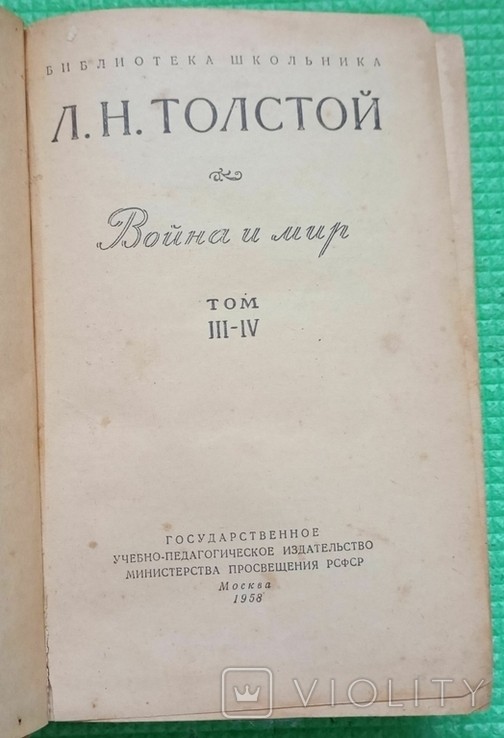 БИБЛИОТЕКА ШКОЛЬНИКА
Л. Н. ТОЛСТОЙ
Война и мир
ТОМ
III-IV
ГОСУДАРСТВЕННОЕ
УЧЕБНО-ПЕДАГОГИЧЕСКОЕ ИЗДАТЕЛЬСТВО
МИНИСТЕРСТВА ПРОСВЕЩЕНИЯ РСФСР
Москва
1958
VIOLITY